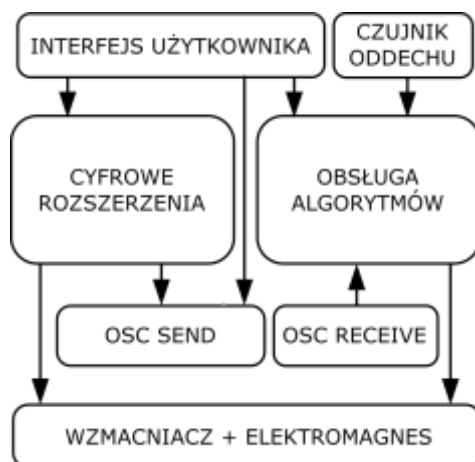 INTERFEJS UŻYTKOWNIKA
CZUJNIK
ODDECHU
CYFROWE
ROZSZERZENIA
OBSŁUGA
ALGORYTMÓW
OSC SEND
OSC RECEIVE
WZMACNIACZ + ELEKTROMAGNES